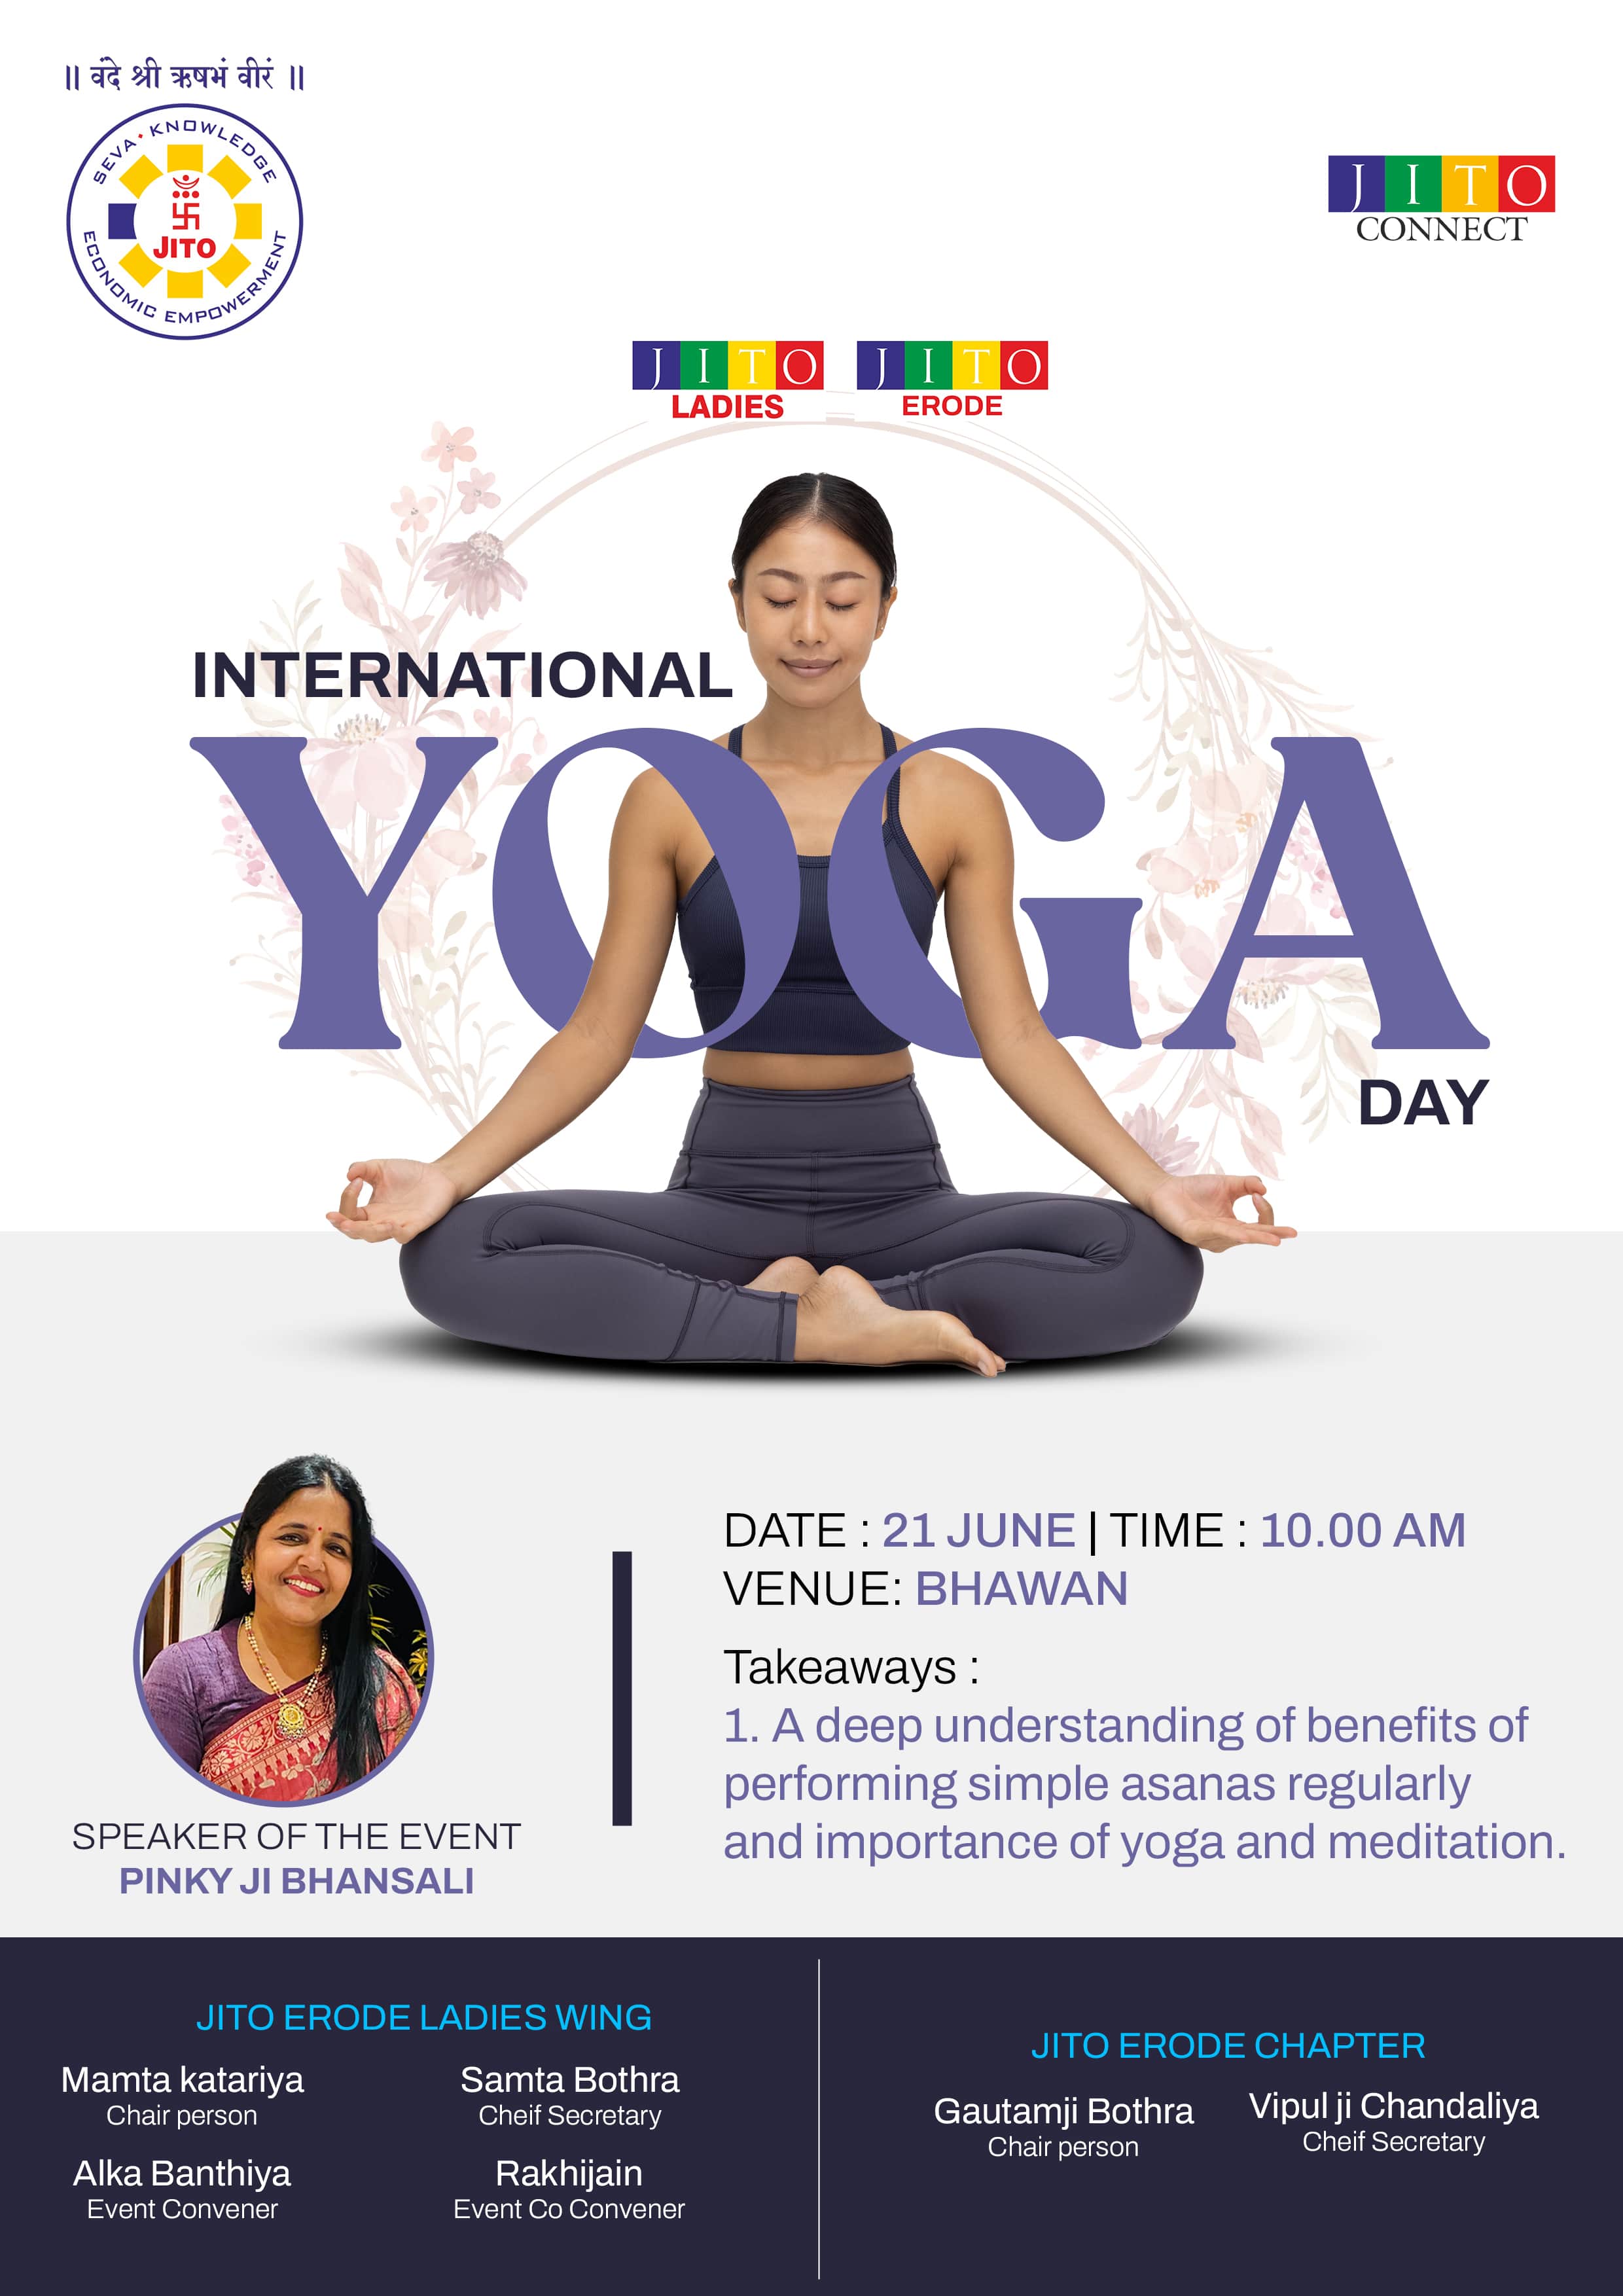 || वंदे श्री ऋषभं वीरं ||
SEVA • KNOWLEDGE
ECONOMIC EMPOWERMENT
JITO
JITO
CONNECT
JITO
LADIES
JITO
ERODE
INTERNATIONAL
YOGA
DAY
DATE : 21 JUNE | TIME : 10.00 AM
VENUE: BHAWAN
Takeaways :
1. A deep understanding of benefits of
performing simple asanas regularly
and importance of yoga and meditation.
SPEAKER OF THE EVENT
PINKY JI BHANSALI
JITO ERODE LADIES WING
Mamta katariya
Chair person
Samta Bothra
Cheif Secretary
Alka Banthiya
Event Convener
Rakhijain
Event Co Convener
JITO ERODE CHAPTER
Gautamji Bothra
Chair person
Vipul ji Chandaliya
Cheif Secretary